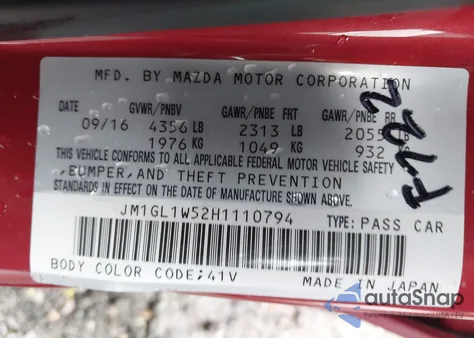 MFD. BY MAZDA MOTOR CORPORATION
DATE GVWR/PNBV GAWR/PNBE FRT GAWR/PNBE RR
09/16 4356 LB 2313 LB 2055
1976 KG 1049 KG 932
THIS VEHICLE CONFORMS TO ALL APPLICABLE FEDERAL MOTOR VEHICLE SAFETY
,BUMPER,AND THEFT PREVENTION
STANDARDS IN EFFECT ON THE DATE OF MANUFACTURE SHOWN ABOVE.
JM1GL1W52H1110794 TYPE: PASS CAR
BODY COLOR CODE;41V MADE IN JAPAN
F722
autoSnap